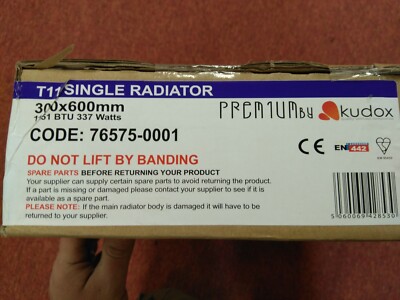 T11 SINGLE RADIATOR
300x600mm
1151 BTU 337 Watts
PREMIUM BY kudox
CODE: 76575-0001
CE EN 442
DO NOT LIFT BY BANDING
SPARE PARTS BEFORE RETURNING YOUR PRODUCT
Your supplier can supply certain spare parts to avoid returning the product.
If a part is missing or damaged please contact your supplier to see if it is
available as a spare part.
PLEASE NOTE: If the main radiator body is damaged it will have to be
returned to your supplier.
5 060069 428530